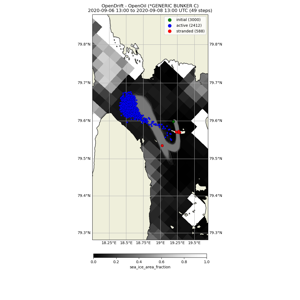 OpenDrift - OpenOil (*GENERIC BUNKER C)
2020-09-06 13:00 to 2020-09-08 13:00 UTC (49 steps)
initial (3000)
active (2412)
stranded (588)
79.8°N
79.8°N
79.7°N
79.7°N
79.6°N
79.6°N
79.5°N
79.5°N
79.4°N
79.4°N
79.3°N
79.3°N
18.25°E
18.5°E
18.75°E
19°E
19.25°E
19.5°E
0.0
0.2
0.4
0.6
0.8
1.0
sea_ice_area_fraction